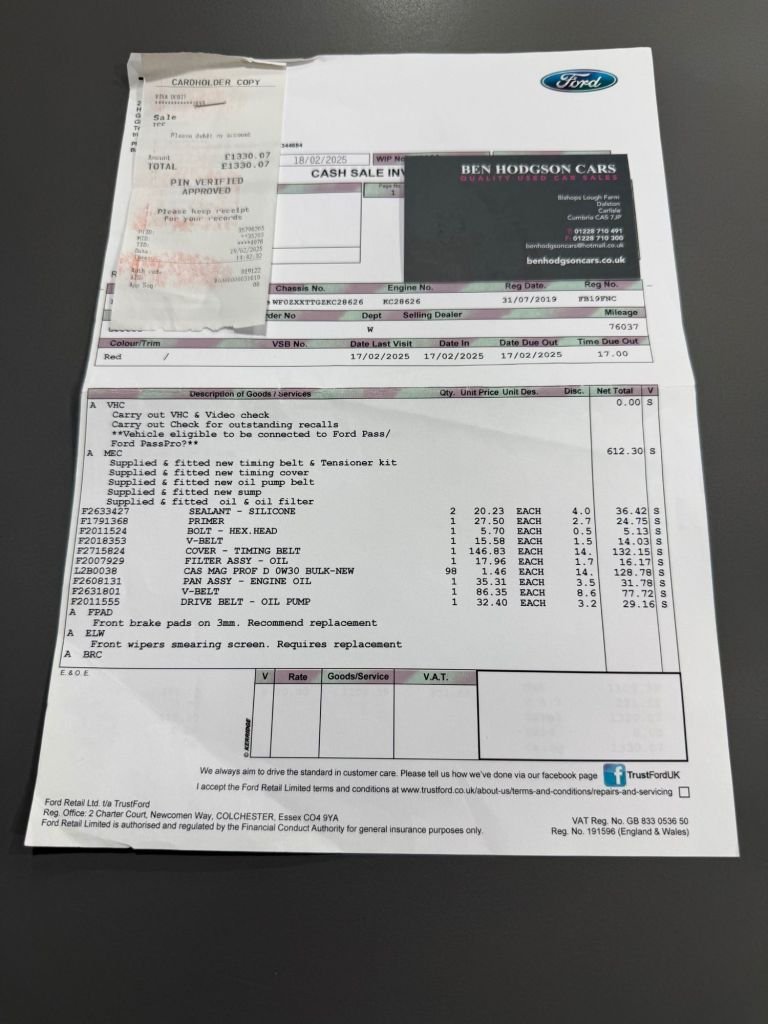 Ford
CARDHOLDER COPY
VISA DEBIT
Sale
Please debit my account
Amount £1330.07
TOTAL £1330.07
PIN VERIFIED
APPROVED
Please keep receipt
for your records
344684
18/02/2025 WIP No
CASH SALE INV
Page No.
1
BEN HODGSON CARS
QUALITY USED CAR SALES
Bishops Lough Farm
Dalston
Carlisle
Cumbria CA5 7JP
T: 01228 710 491
F: 01228 710 300
benhodgsoncars@hotmail.co.uk
benhodgsoncars.co.uk
Chassis No. Engine No. Reg Date. Reg No.
WF0ZXXTTGZKC28626 KC28626 31/07/2019 FB19FNC
der No Dept Selling Dealer Mileage
W 76037
Colour/Trim VSB No. Date Last Visit Date In Date Due Out Time Due Out
Red / 17/02/2025 17/02/2025 17/02/2025 17.00
Description of Goods / Services Qty. Unit Price Unit Des. Disc. Net Total V
A VHC 0.00 S
Carry out VHC & Video check
Carry out Check for outstanding recalls
**Vehicle eligible to be connected to Ford Pass/
Ford PassPro?**
A MEC 612.30 S
Supplied & fitted new timing belt & Tensioner kit
Supplied & fitted new timing cover
Supplied & fitted new oil pump belt
Supplied & fitted new sump
Supplied & fitted oil & oil filter
F2633427 SEALANT - SILICONE 2 20.23 EACH 4.0 36.42 S
F1791368 PRIMER 1 27.50 EACH 2.7 24.75 S
F2011524 BOLT - HEX.HEAD 1 5.70 EACH 0.5 5.13 S
F2018353 V-BELT 1 15.58 EACH 1.5 14.03 S
F2715824 COVER - TIMING BELT 1 146.83 EACH 14. 132.15 S
F2007929 FILTER ASSY - OIL 1 17.96 EACH 1.7 16.17 S
L2B0038 CAS MAG PROF D 0W30 BULK-NEW 98 1.46 EACH 14. 128.78 S
F2608131 PAN ASSY - ENGINE OIL 1 35.31 EACH 3.5 31.78 S
F2631801 V-BELT 1 86.35 EACH 8.6 77.72 S
F2011555 DRIVE BELT - OIL PUMP 1 32.40 EACH 3.2 29.16 S
A FPAD
Front brake pads on 3mm. Recommend replacement
A ELW
Front wipers smearing screen. Requires replacement
A BRC
E.& O.E.
V Rate Goods/Service V.A.T.
© KERRIDGE
We always aim to drive the standard in customer care. Please tell us how we've done via our facebook page f TrustFordUK
I accept the Ford Retail Limited terms and conditions at www.trustford.co.uk/about-us/terms-and-conditions/repairs-and-servicing
Ford Retail Ltd. t/a TrustFord
Reg. Office: 2 Charter Court, Newcomen Way, COLCHESTER, Essex CO4 9YA
Ford Retail Limited is authorised and regulated by the Financial Conduct Authority for general insurance purposes only.
VAT Reg. No. GB 833 0536 50
Reg. No. 191596 (England & Wales)